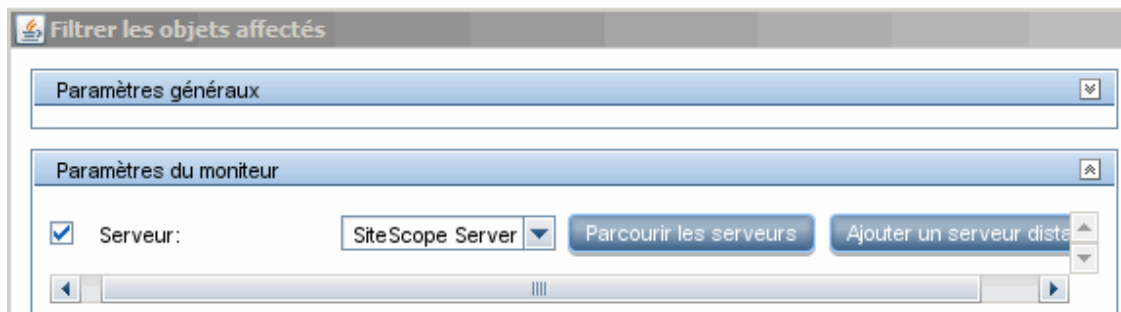 Filtrer les objets affectés
Paramètres généraux
Paramètres du moniteur
Serveur: SiteScope Server Parcourir les serveurs Ajouter un serveur dista